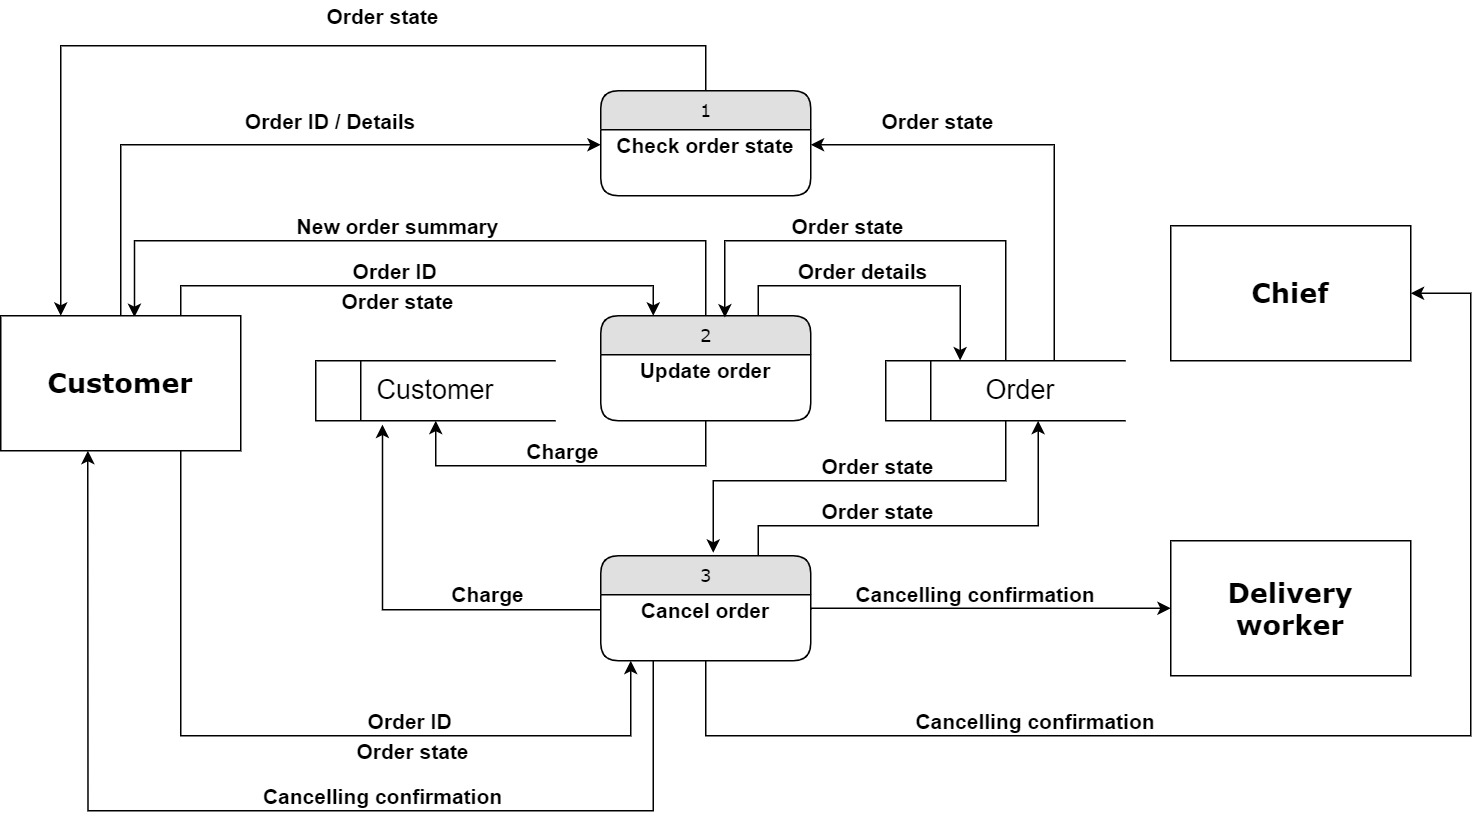 Order state
Order ID / Details
1
Check order state
Order state
New order summary
Order state
Order ID
Order state
Order details
Chief
2
Update order
Customer
Customer
Order
Charge
Order state
Order state
3
Cancel order
Charge
Cancelling confirmation
Delivery
worker
Order ID
Order state
Cancelling confirmation
Cancelling confirmation